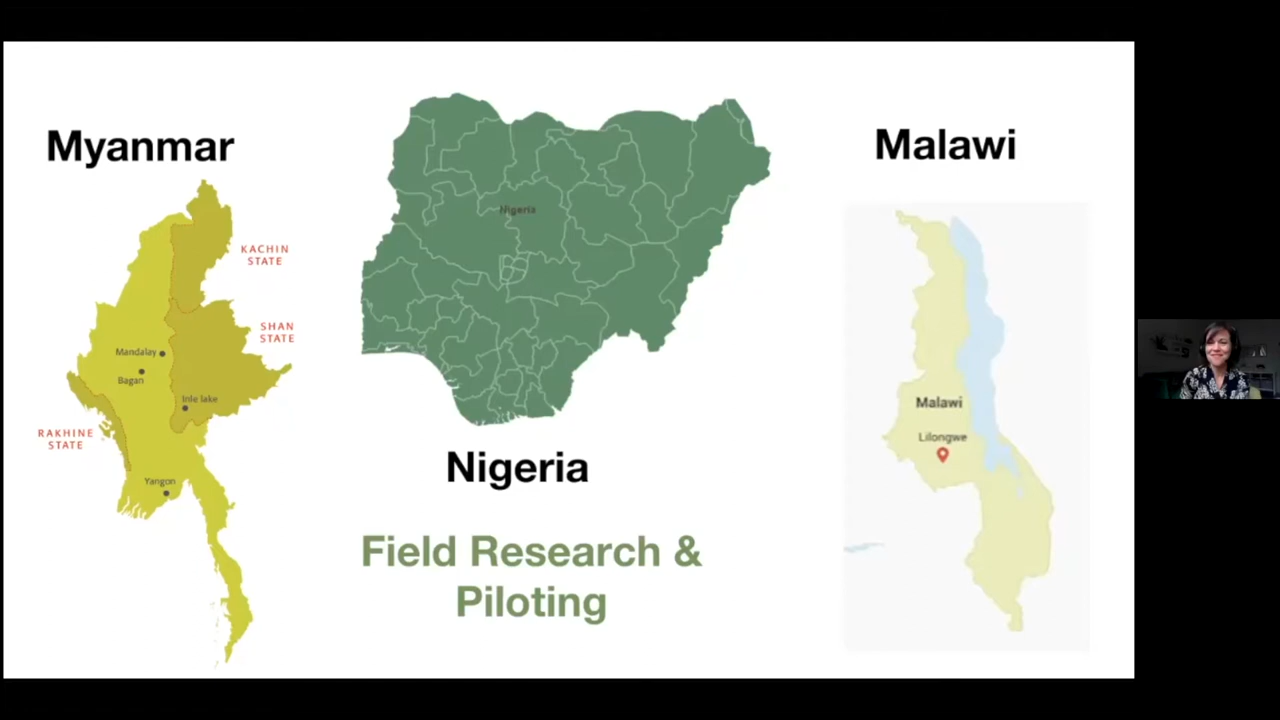 Myanmar
KACHIN
STATE
SHAN
STATE
Mandalay
Bagan
Inle lake
RAKHINE
STATE
Yangon
Nigeria
Nigeria
Field Research &
Piloting
Malawi
Malawi
Lilongwe